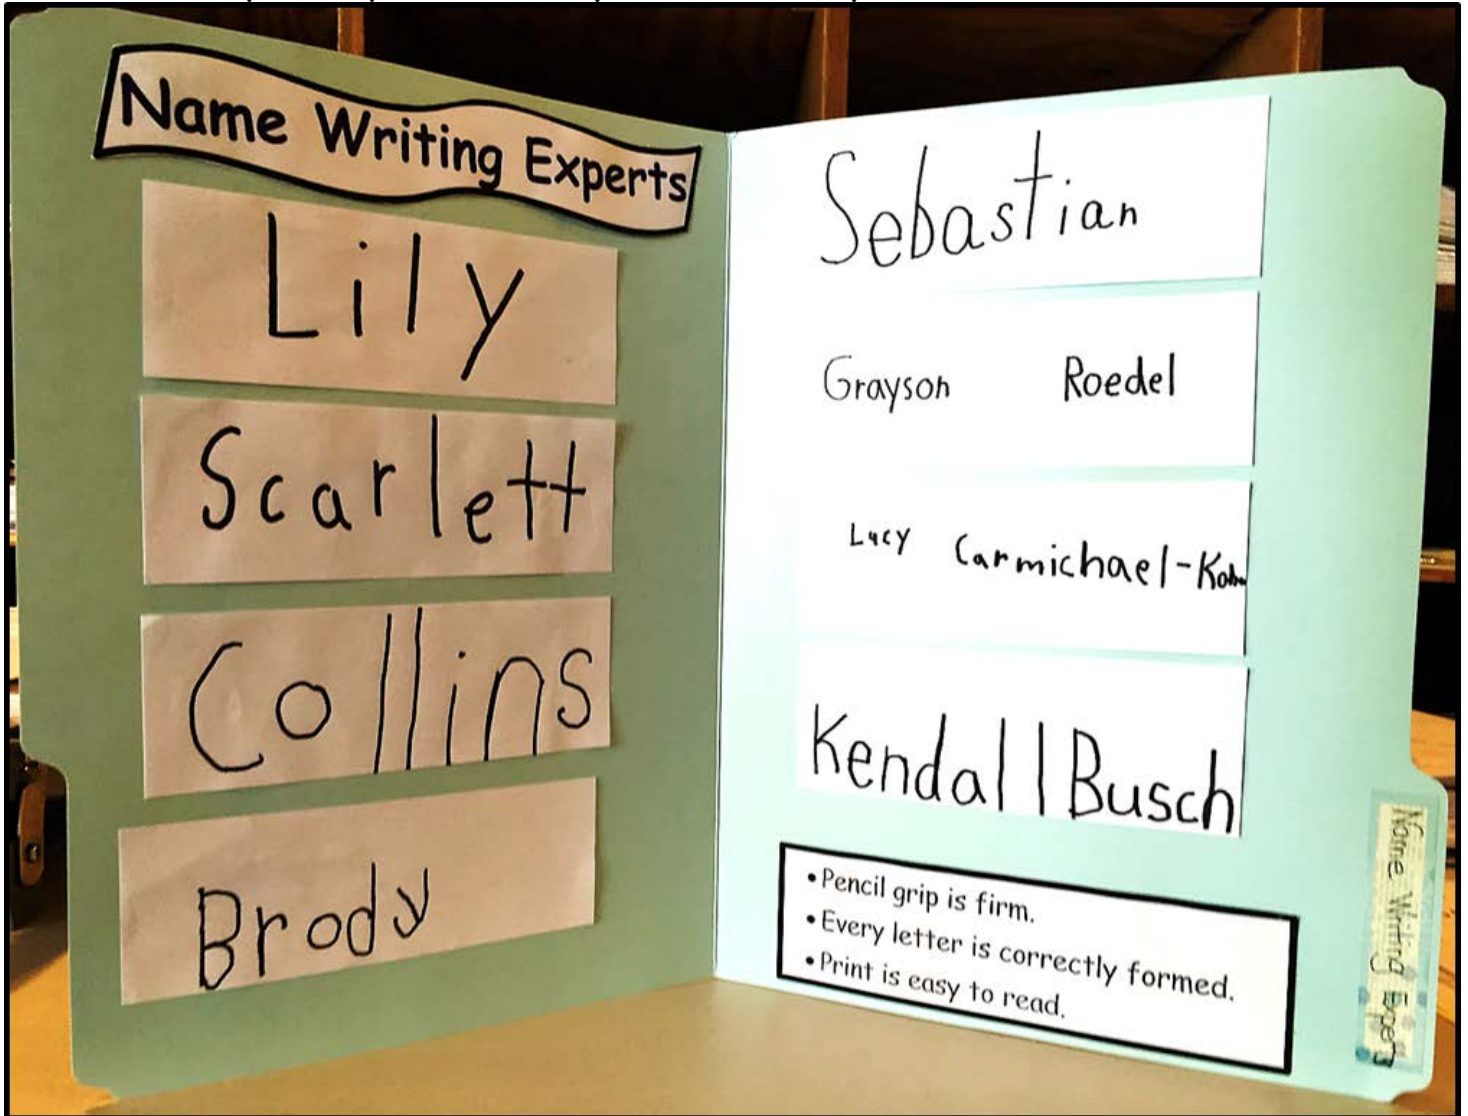 Name Writing Experts
Lily
Scarlett
Collins
Brody
Sebastian
Grayson Roedel
Lucy Carmichael-
Kendall Busch
• Pencil grip is firm.
• Every letter is correctly formed.
• Print is easy to read.
Name Writing Experts